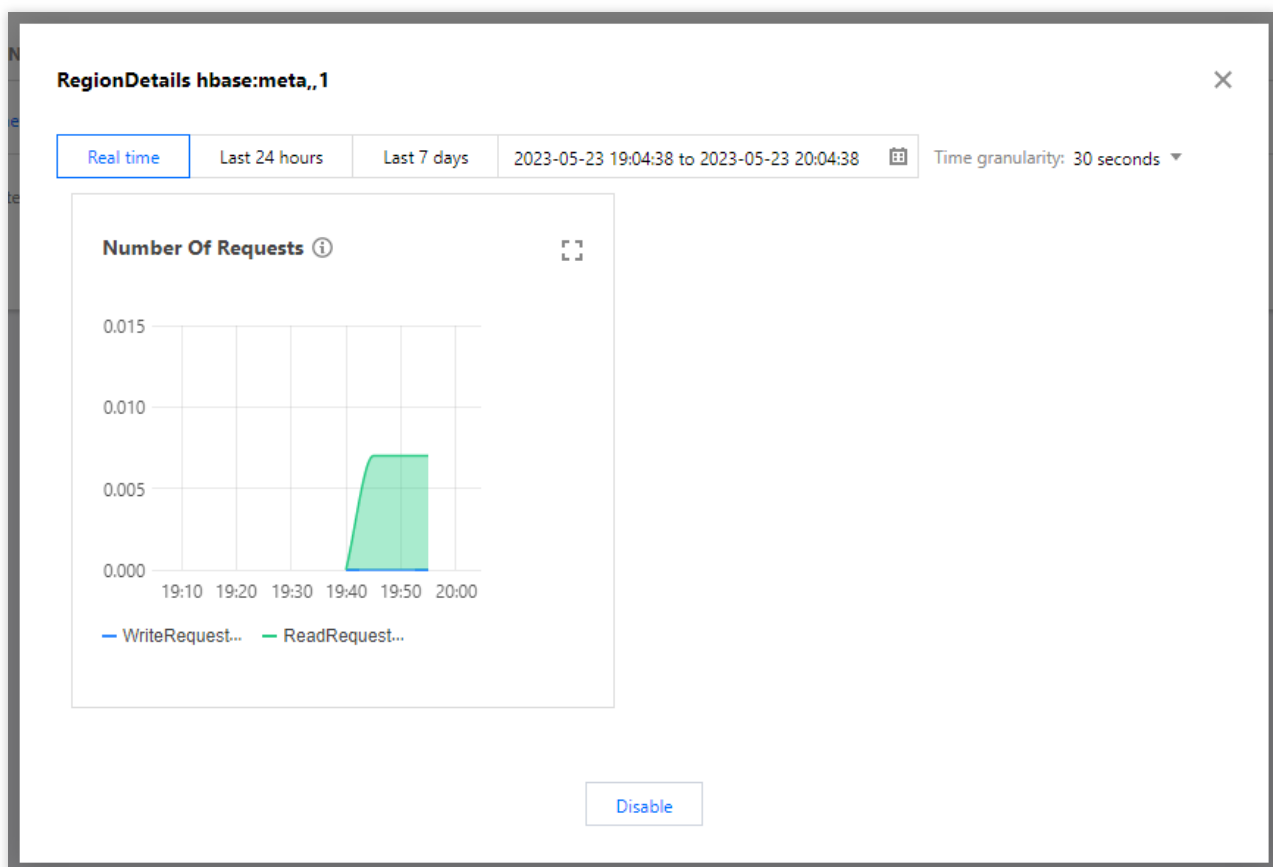 N
RegionDetails hbase:meta,,1
Real time Last 24 hours Last 7 days 2023-05-23 19:04:38 to 2023-05-23 20:04:38 Time granularity: 30 seconds
Number Of Requests
0.015
0.010
0.005
0.000
19:10 19:20 19:30 19:40 19:50 20:00
WriteRequest... ReadRequest...
Disable